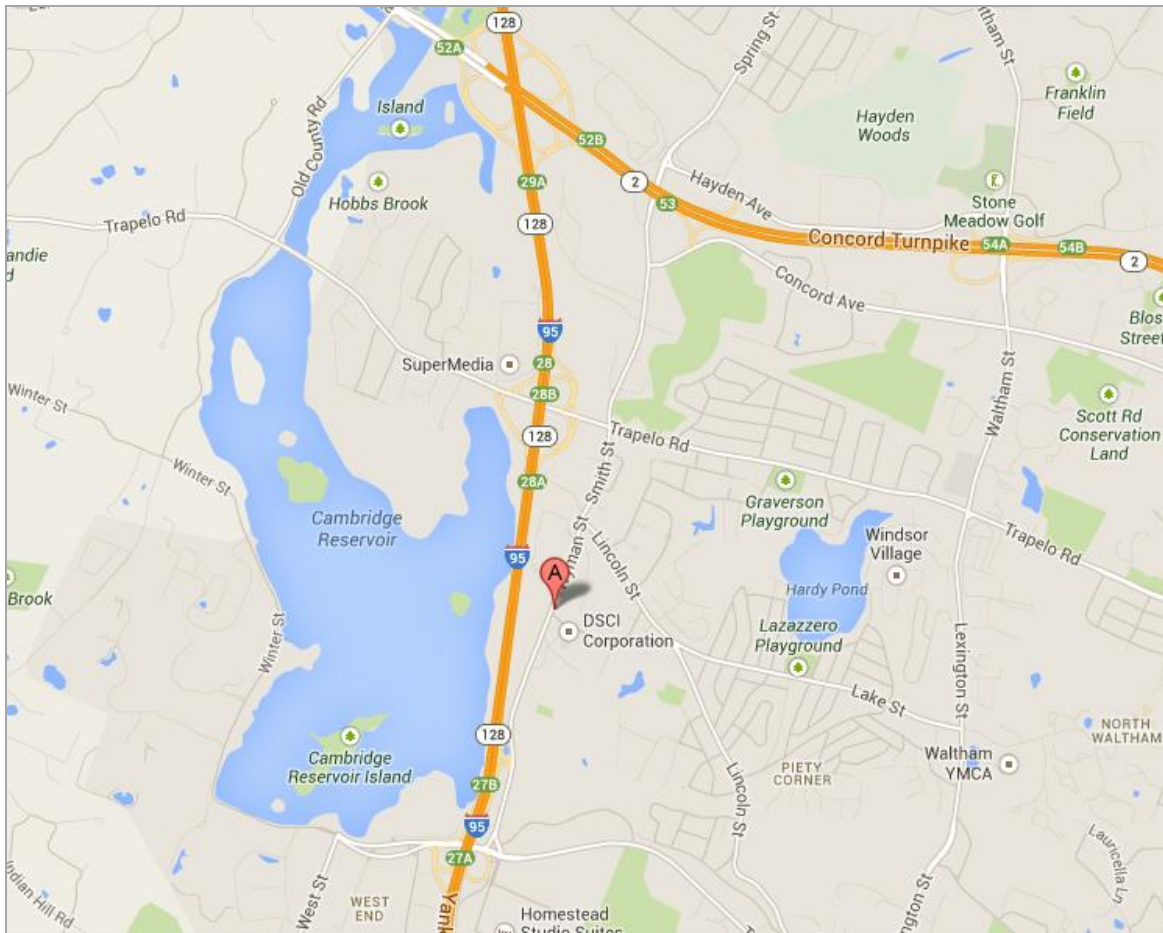 128
52A
Spring St
Waltham St
Franklin
Field
Island
Old County Rd
Hayden
Woods
52B
29A
2
Hayden Ave
Stone
Meadow Golf
Hobbs Brook
53
Trapelo Rd
128
Concord Turnpike
54A
54B
2
Concord Ave
95
SuperMedia
28
28B
Waltham St
Winter St
128
Trapelo Rd
Scott Rd
Conservation
Land
Winter St
28A
Smith St
Graverson
Playground
Cambridge
Reservoir
Trapelo Rd
Windsor
Village
95
Lincoln St
A
Hardy Pond
Brook
DSCI
Corporation
Lazazzero
Playground
Winter St
Lexington St
Lake St
128
NORTH
WALTHAM
Cambridge
Reservoir Island
27B
Waltham
YMCA
PIETY
CORNER
Lincoln St
95
27A
Lauricella Ln
West St
WEST
END
Homestead
Studio Suites